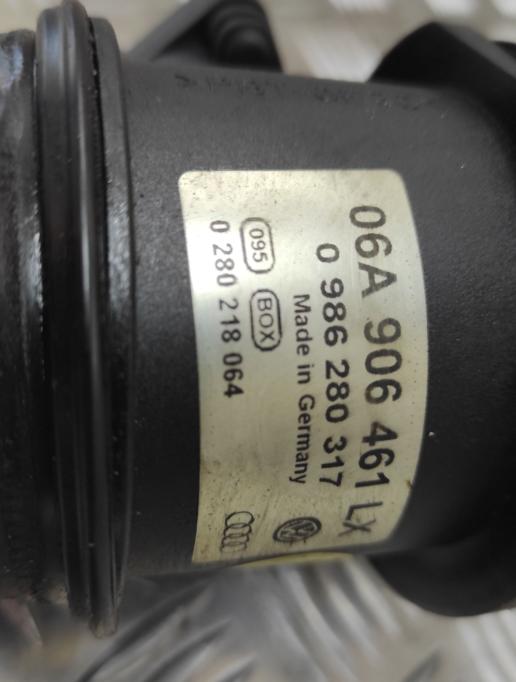 06A 906 461 LX
0 986 280 317
Made in Germany
095 BOX
0 280 218 064